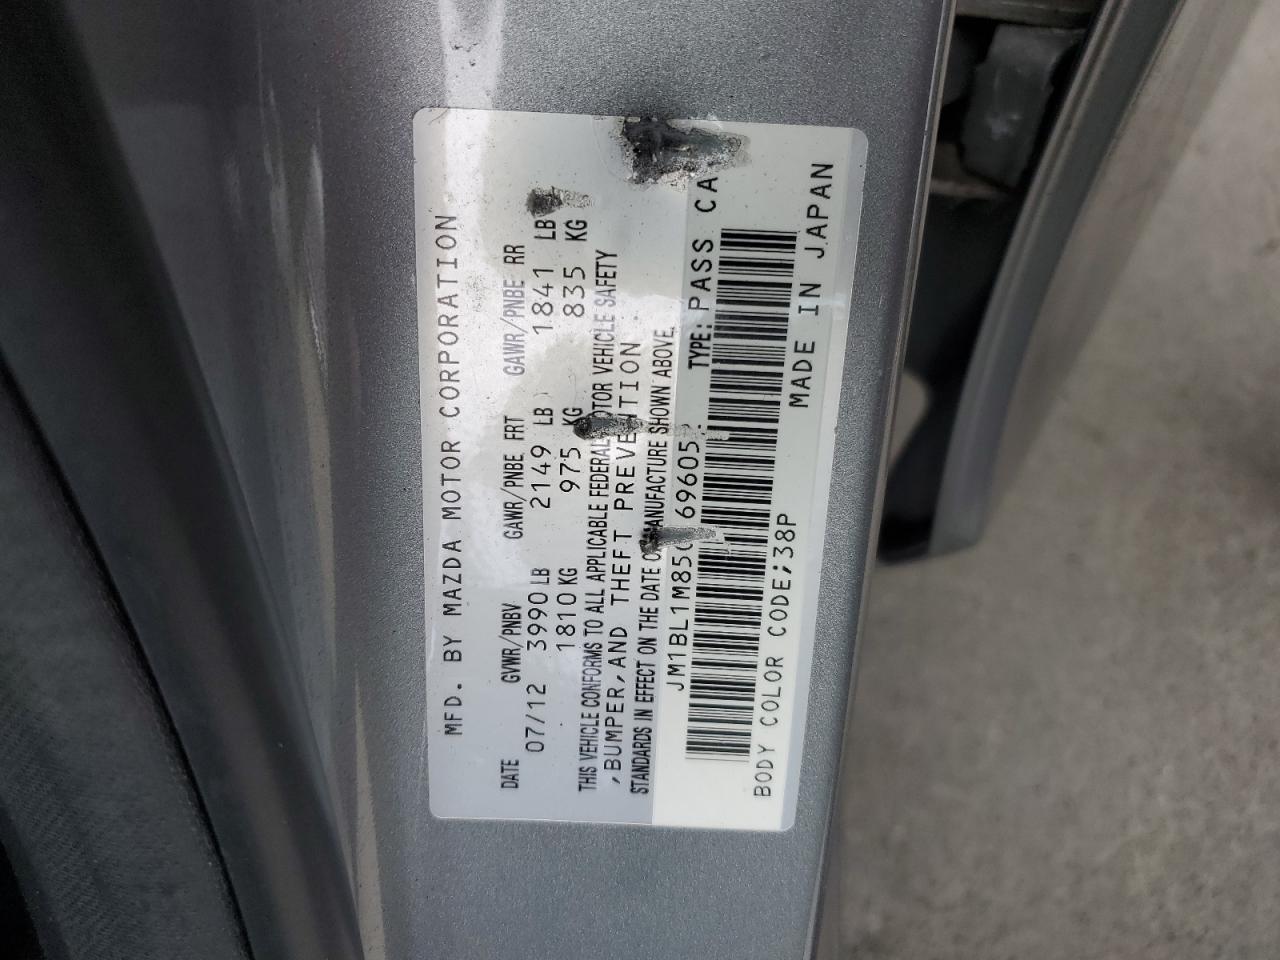 MFD. BY MAZDA MOTOR CORPORATION
DATE GVWR/PNBV GAWR/PNBE FRT GAWR/PNBE RR
07/12 3990 LB 2149 LB 1841 LB
1810 KG 975 KG 835 KG
THIS VEHICLE CONFORMS TO ALL APPLICABLE FEDERAL MOTOR VEHICLE SAFETY
,BUMPER,AND THEFT PREVENTION
STANDARDS IN EFFECT ON THE DATE MANUFACTURE SHOWN ABOVE.
TYPE: PASS CA
MADE IN JAPAN
BODY COLOR CODE;38P